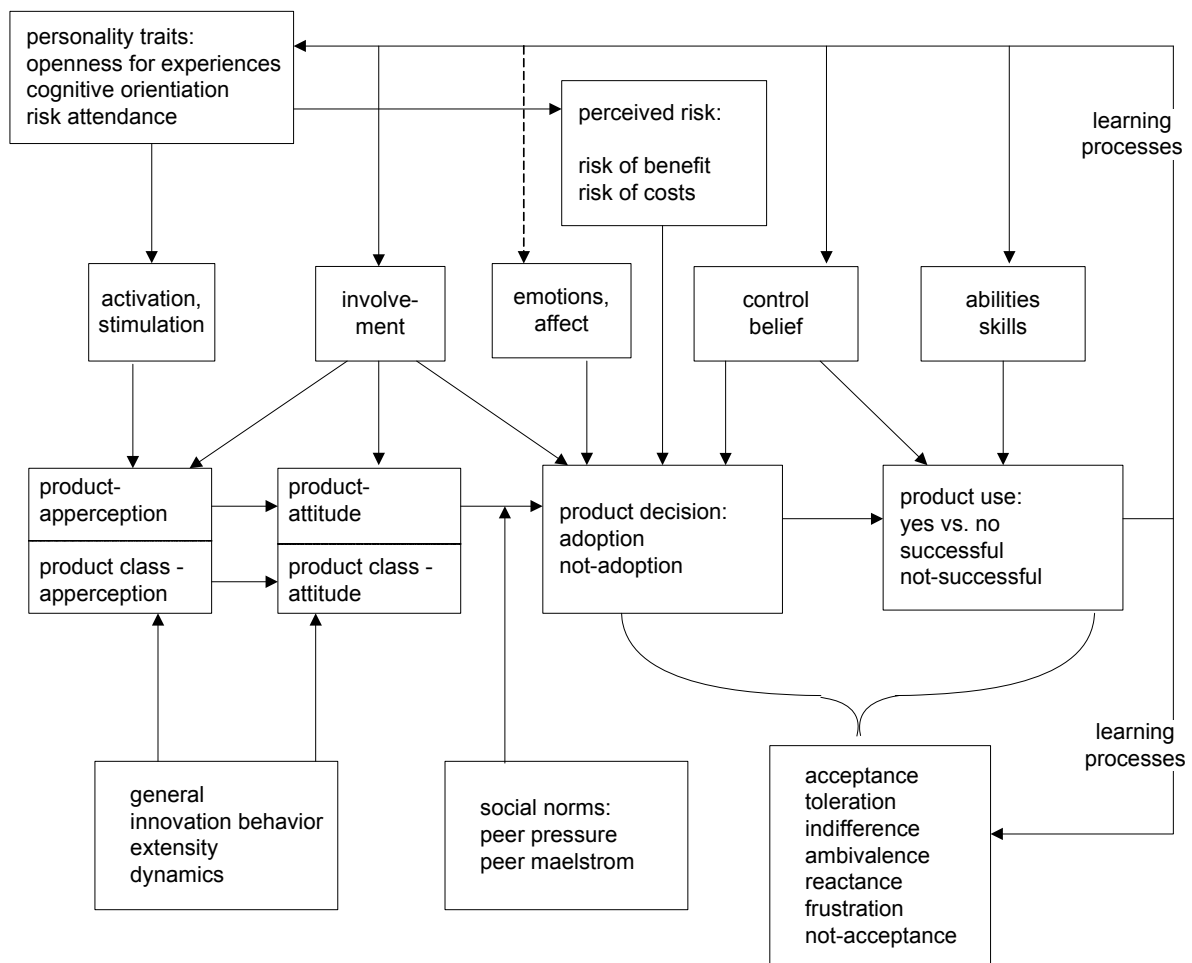 personality traits:
openness for experiences
cognitive orientiation
risk attendance
perceived risk:
risk of benefit
risk of costs
learning
processes
activation,
stimulation
involve-
ment
emotions,
affect
control
belief
abilities
skills
product-
apperception
product class -
apperception
product-
attitude
product class -
attitude
product decision:
adoption
not-adoption
product use:
yes vs. no
successful
not-successful
general
innovation behavior
extensity
dynamics
social norms:
peer pressure
peer maelstrom
acceptance
toleration
indifference
ambivalence
reactance
frustration
not-acceptance
learning
processes